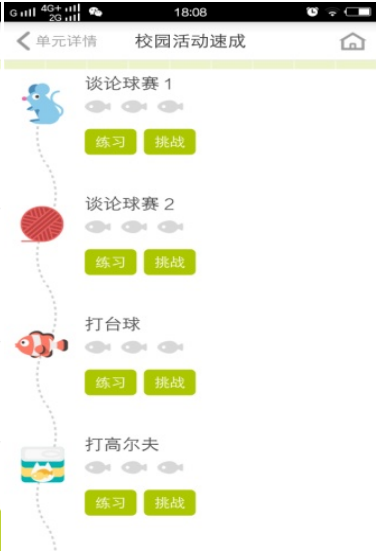 G 4G+ 2G 18:08
单元详情 校园活动速成
谈论球赛 1
练习 挑战
谈论球赛 2
练习 挑战
打台球
练习 挑战
打高尔夫
练习 挑战